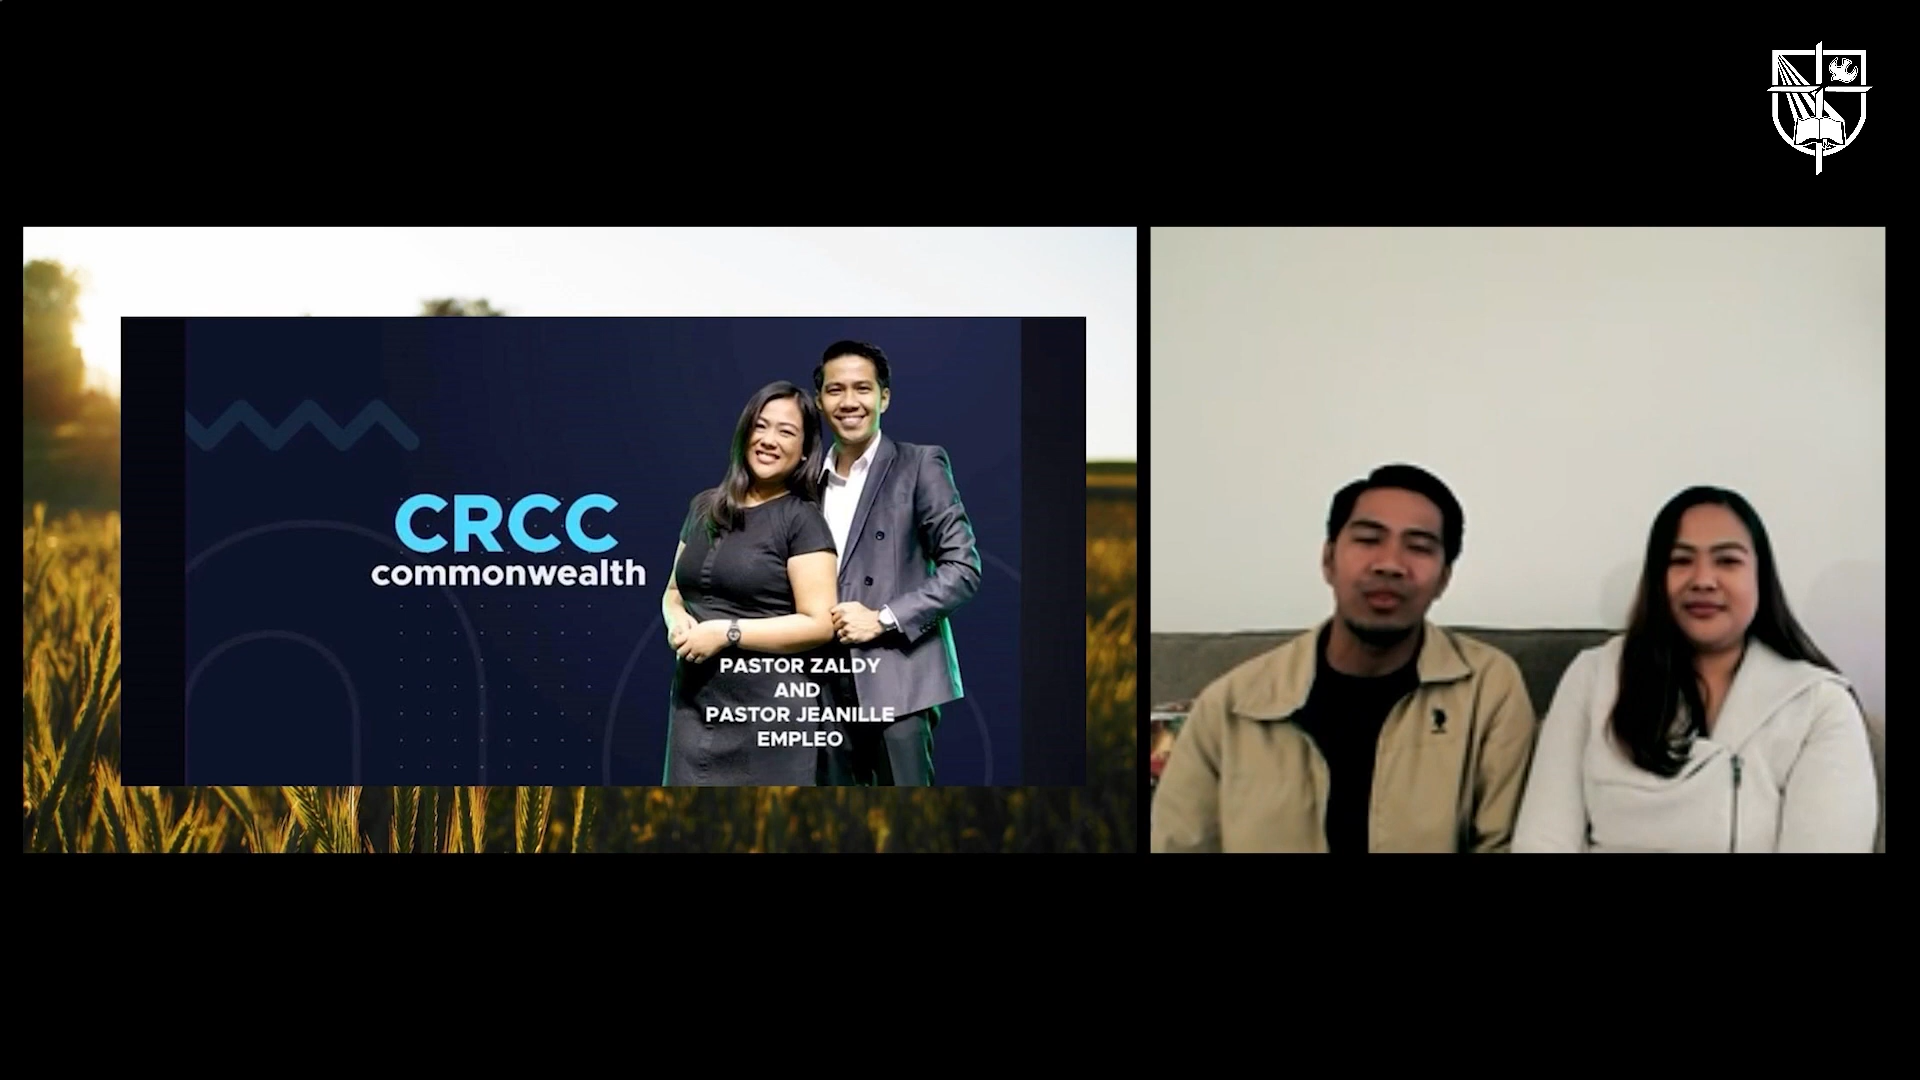 CRCC
commonwealth
PASTOR ZALDY
AND
PASTOR JEANILLE
EMPLEO